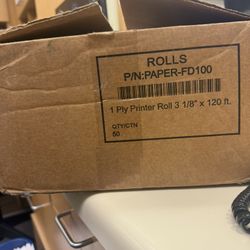 ROLLS
P/N:PAPER-FD100
1 Ply Printer Roll 3 1/8" x 120 ft.
QTY/CTN
50